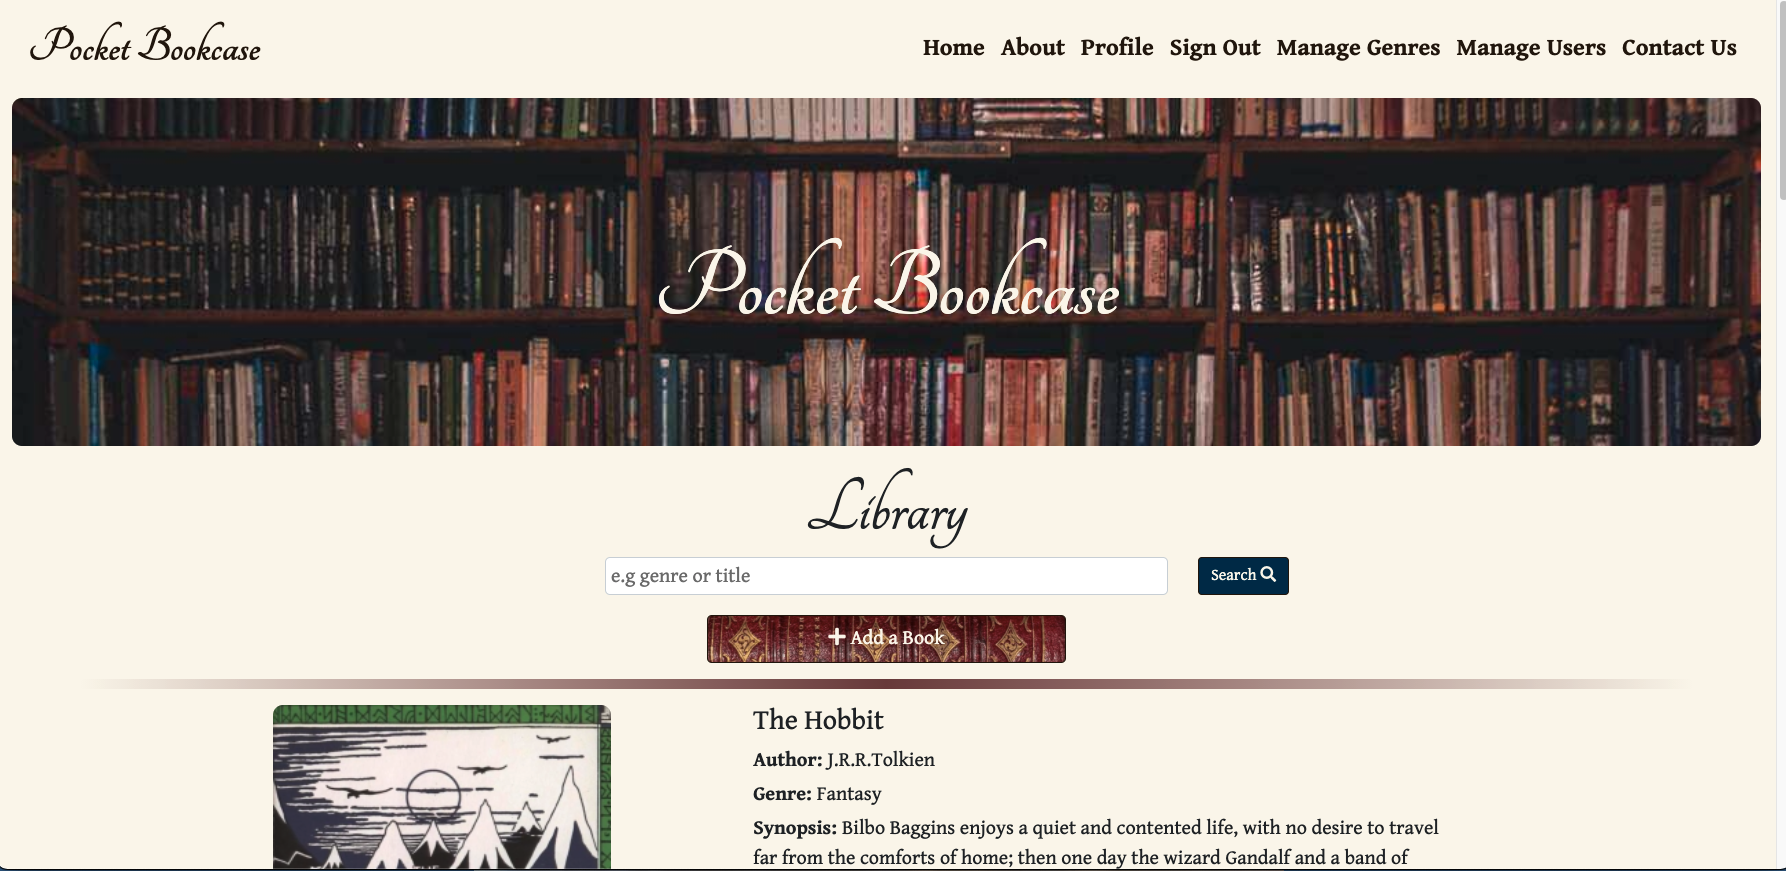 Pocket Bookcase
Home About Profile Sign Out Manage Genres Manage Users Contact Us
Pocket Bookcase
Library
e.g genre or title
Search
Add a Book
The Hobbit
Author: J.R.R.Tolkien
Genre: Fantasy
Synopsis: Bilbo Baggins enjoys a quiet and contented life, with no desire to travel
far from the comforts of home; then one day the wizard Gandalf and a band of